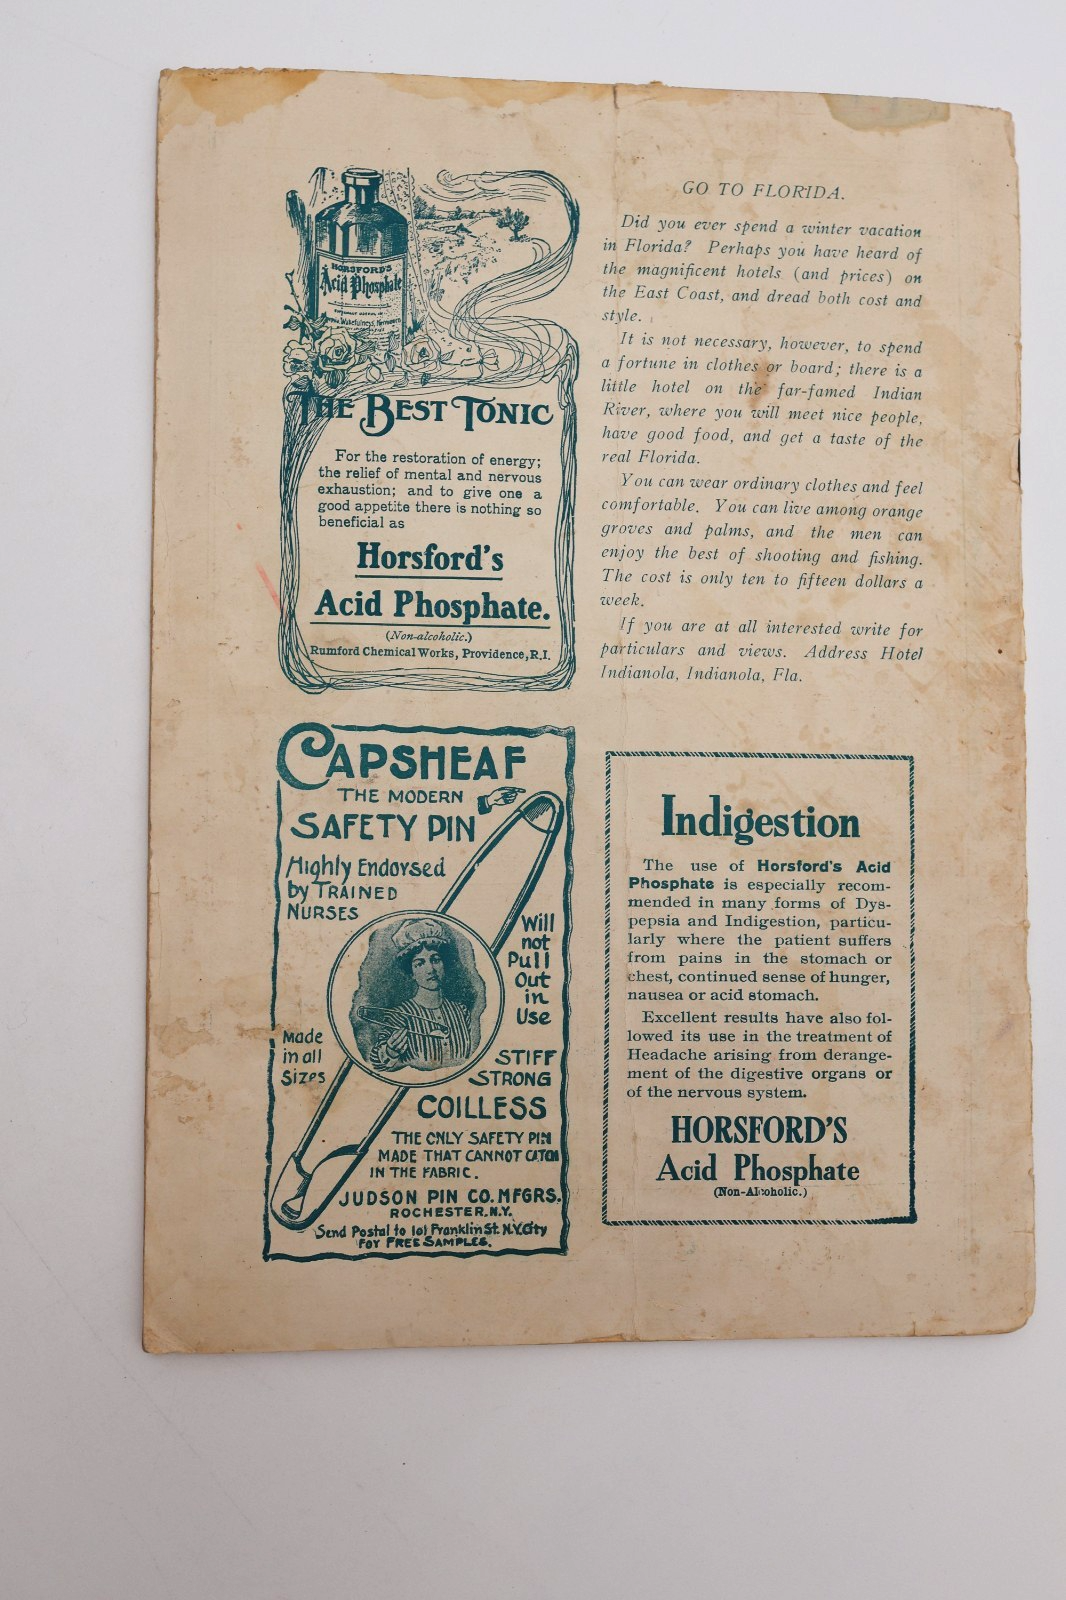 HORSFORD'S
Acid Phosphate
THE BEST TONIC
For the restoration of energy;
the relief of mental and nervous
exhaustion; and to give one a
good appetite there is nothing so
beneficial as
Horsford's
Acid Phosphate.
(Non-alcoholic.)
Rumford Chemical Works, Providence, R.I.
CAPSHEAF
THE MODERN
SAFETY PIN
Highly Endorsed
by TRAINED
NURSES
Will
not
Pull
Out
in
Use
Made
in all
Sizes
STIFF
STRONG
COILLESS
THE ONLY SAFETY PIN
MADE THAT CANNOT CATCH
IN THE FABRIC.
JUDSON PIN CO. MFGRS.
ROCHESTER. N.Y.
Send Postal to 101 Franklin St. N.Y. City
FOR FREE SAMPLES.
GO TO FLORIDA.
Did you ever spend a winter vacation
in Florida? Perhaps you have heard of
the magnificent hotels (and prices) on
the East Coast, and dread both cost and
style.
It is not necessary, however, to spend
a fortune in clothes or board; there is a
little hotel on the far-famed Indian
River, where you will meet nice people,
have good food, and get a taste of the
real Florida.
You can wear ordinary clothes and feel
comfortable. You can live among orange
groves and palms, and the men can
enjoy the best of shooting and fishing.
The cost is only ten to fifteen dollars a
week.
If you are at all interested write for
particulars and views. Address Hotel
Indianola, Indianola, Fla.
Indigestion
The use of Horsford's Acid
Phosphate is especially recom-
mended in many forms of Dys-
pepsia and Indigestion, particu-
larly where the patient suffers
from pains in the stomach or
chest, continued sense of hunger,
nausea or acid stomach.
Excellent results have also fol-
lowed its use in the treatment of
Headache arising from derange-
ment of the digestive organs or
of the nervous system.
HORSFORD'S
Acid Phosphate
(Non-Alcoholic.)